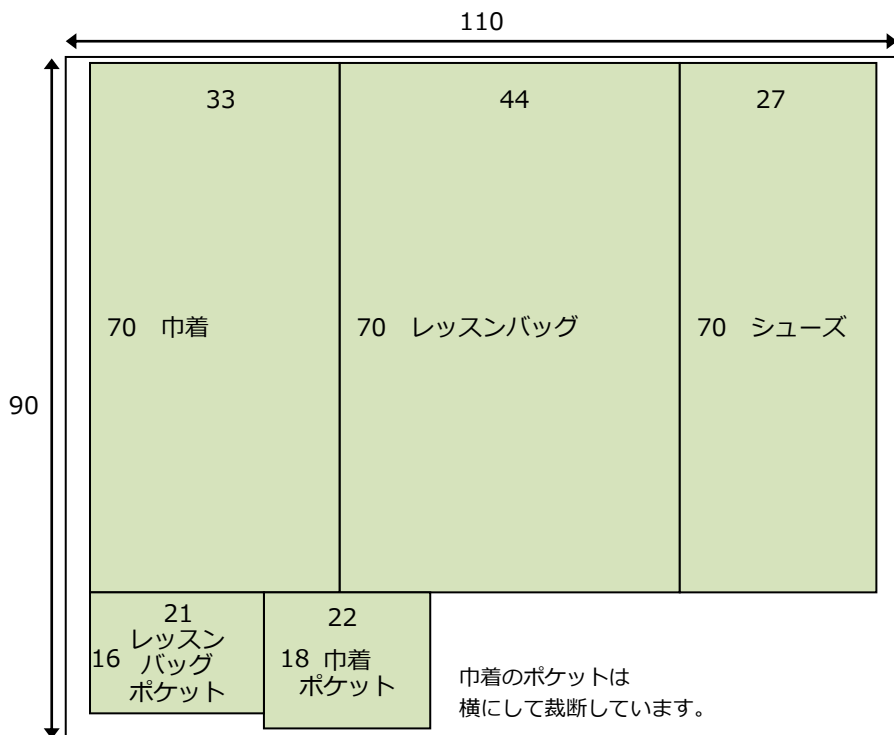 110
33
44
27
70 巾着
70 レッスンバッグ
70 シューズ
90
21
レッスン
16 バッグ
ポケット
22
18 巾着
ポケット
巾着のポケットは
横にして裁断しています。